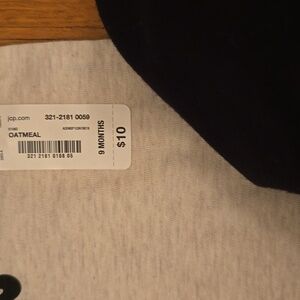 jcp.com 321-2181 0059
OATMEAL
321 2181 0188 05
9 MONTHS
$10